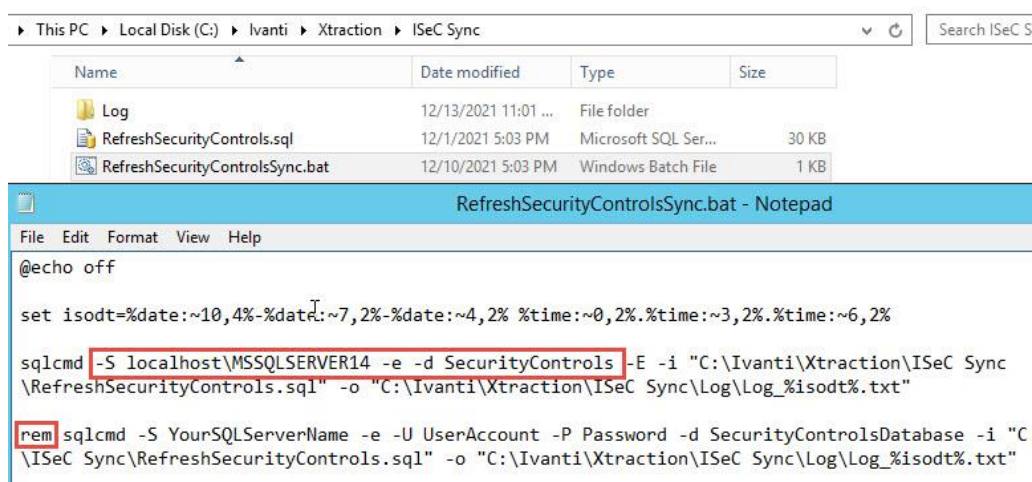 This PC ▸ Local Disk (C:) ▸ Ivanti ▸ Xtraction ▸ ISeC Sync
Search ISeC S
Name Date modified Type Size
Log 12/13/2021 11:01 ... File folder
RefreshSecurityControls.sql 12/1/2021 5:03 PM Microsoft SQL Ser... 30 KB
RefreshSecurityControlsSync.bat 12/10/2021 5:03 PM Windows Batch File 1 KB
RefreshSecurityControlsSync.bat - Notepad
File Edit Format View Help
@echo off
set isodt=%date:~10,4%-%date:~7,2%-%date:~4,2% %time:~0,2%.%time:~3,2%.%time:~6,2%
sqlcmd -S localhost\MSSQLSERVER14 -e -d SecurityControls -E -i "C:\Ivanti\Xtraction\ISeC Sync
\RefreshSecurityControls.sql" -o "C:\Ivanti\Xtraction\ISeC Sync\Log\Log_%isodt%.txt"
rem sqlcmd -S YourSQLServerName -e -U UserAccount -P Password -d SecurityControlsDatabase -i "C
\ISeC Sync\RefreshSecurityControls.sql" -o "C:\Ivanti\Xtraction\ISeC Sync\Log\Log_%isodt%.txt"